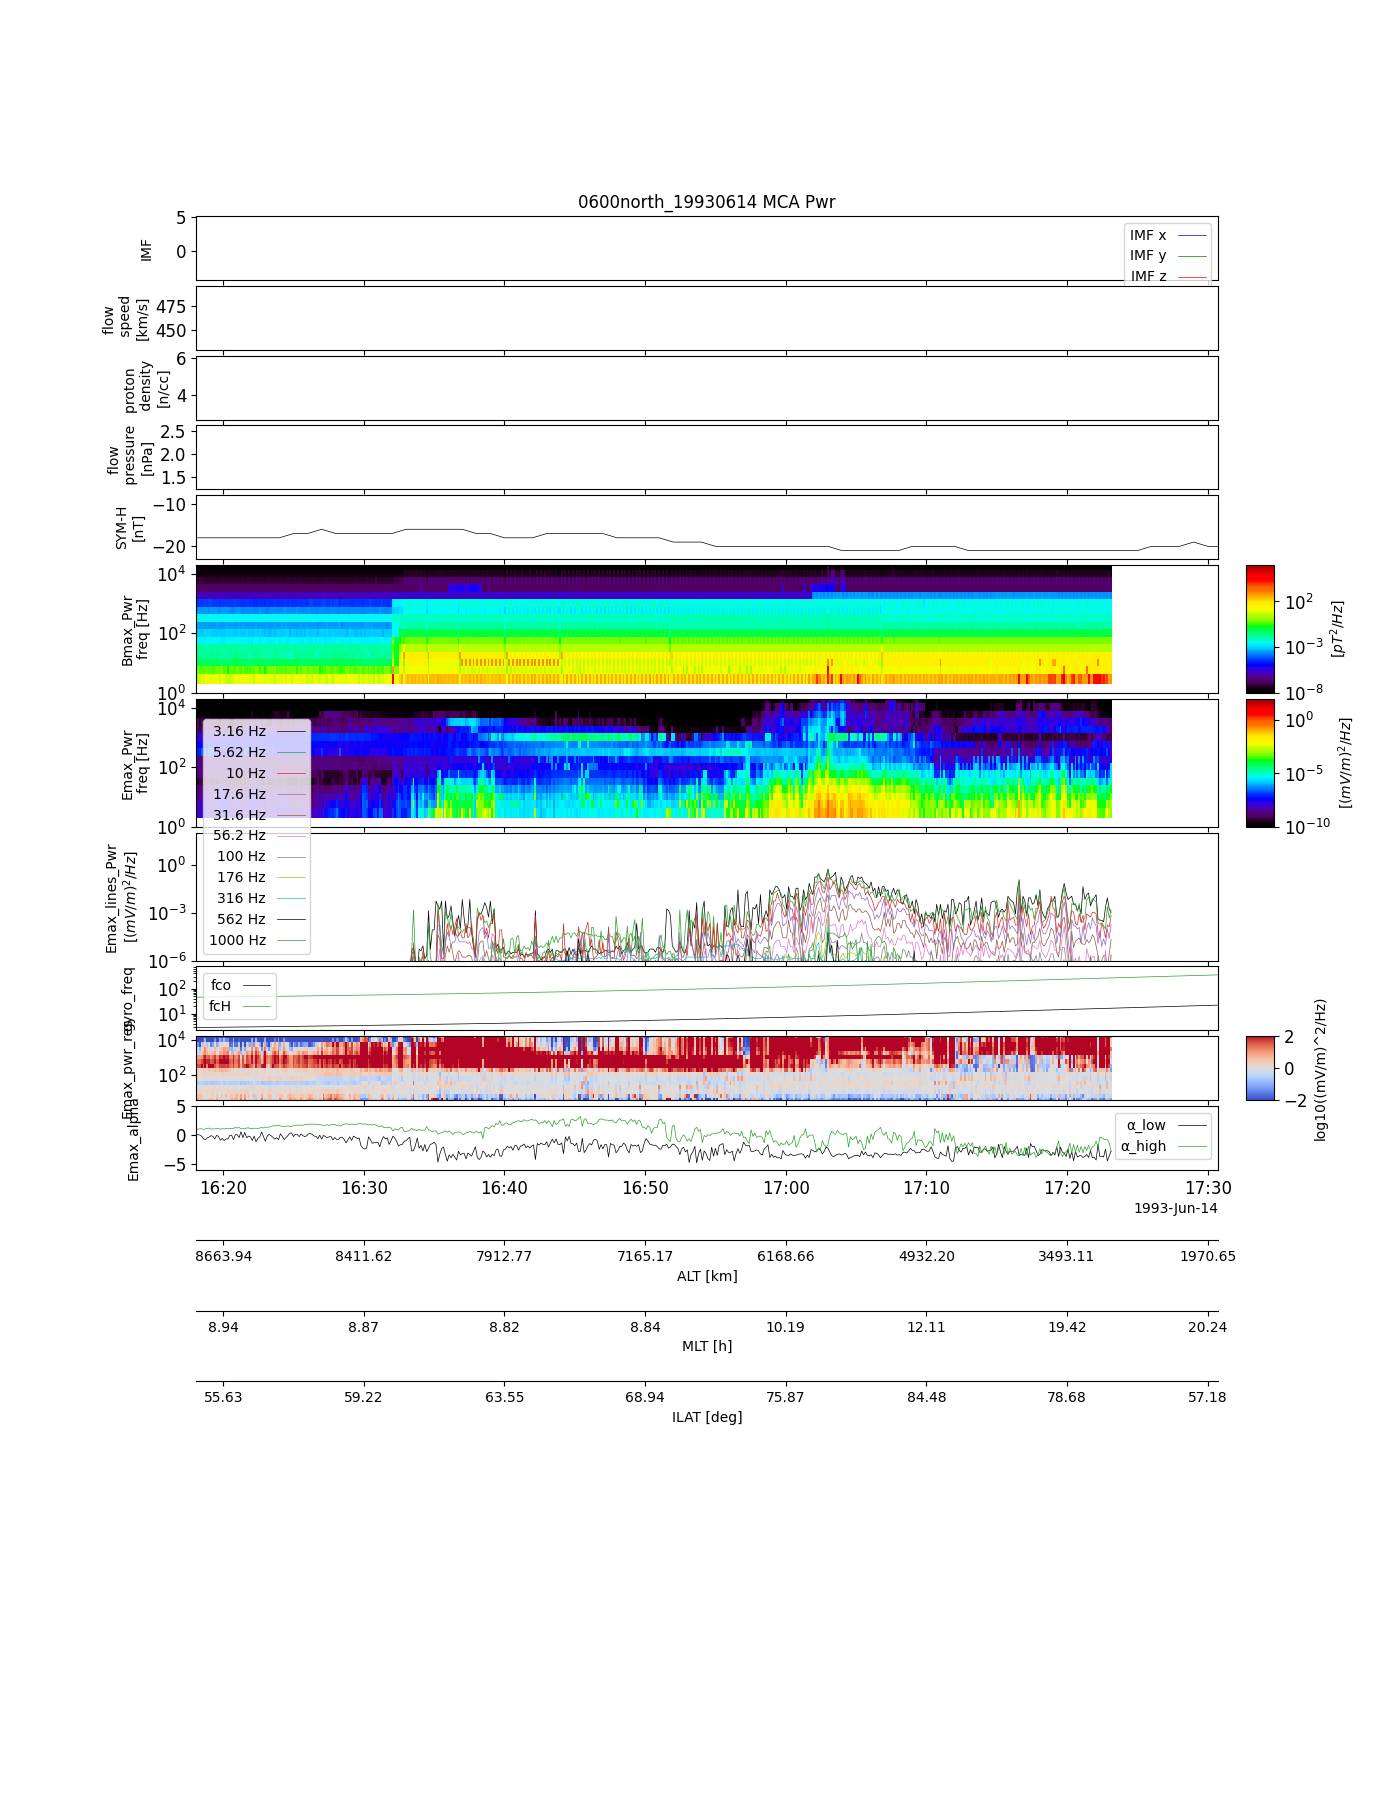 0600north_19930614 MCA Pwr
5
0
IMF
IMF x
IMF y
IMF z
475
450
flow
speed
[km/s]
6
4
proton
density
[n/cc]
2.5
2.0
1.5
flow
pressure
[nPa]
−10
−20
SYM-H
[nT]
10^4
10^2
10^0
Bmax_Pwr
freq [Hz]
10^2
10^−3
10^−8
[pT^2/Hz]
10^4
10^2
10^0
Emax_Pwr
freq [Hz]
10^0
10^−5
10^−10
[(mV/m)^2/Hz]
3.16 Hz
5.62 Hz
10 Hz
17.6 Hz
31.6 Hz
56.2 Hz
100 Hz
176 Hz
316 Hz
562 Hz
1000 Hz
10^0
10^−3
10^−6
Emax_lines_Pwr
[(mV/m)^2/Hz]
10^2
10^1
gyro_freq
fco
fcH
10^4
10^2
Emax_pwr_reg
2
0
−2
log10((mV/m)^2/Hz)
5
0
−5
Emax_alpha
α_low
α_high
16:20 16:30 16:40 16:50 17:00 17:10 17:20 17:30
1993-Jun-14
8663.94 8411.62 7912.77 7165.17 6168.66 4932.20 3493.11 1970.65
ALT [km]
8.94 8.87 8.82 8.84 10.19 12.11 19.42 20.24
MLT [h]
55.63 59.22 63.55 68.94 75.87 84.48 78.68 57.18
ILAT [deg]